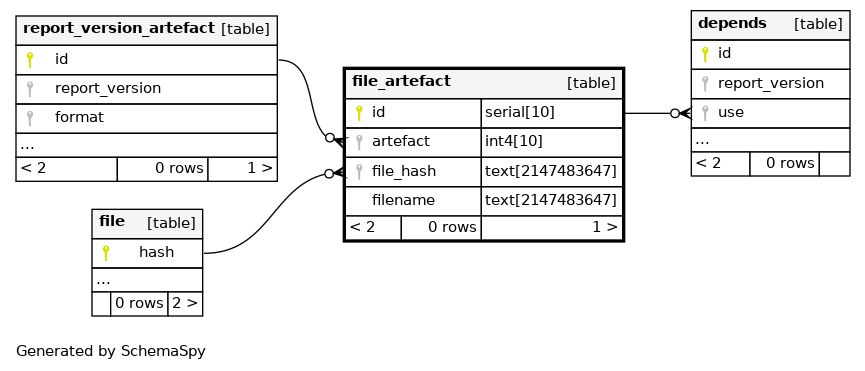 report_version_artefact [table]
id
report_version
format
...
< 2 0 rows 1 >
file [table]
hash
...
0 rows 2 >
file_artefact [table]
id serial[10]
artefact int4[10]
file_hash text[2147483647]
filename text[2147483647]
< 2 0 rows 1 >
depends [table]
id
report_version
use
...
< 2 0 rows
Generated by SchemaSpy